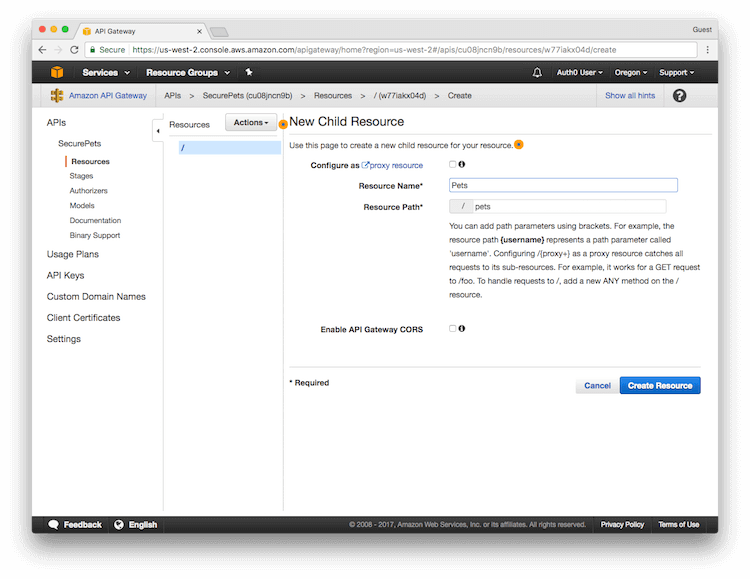 API Gateway
Guest
Secure https://us-west-2.console.aws.amazon.com/apigateway/home?region=us-west-2#/apis/cu08jncn9b/resources/w77iakx04d/create
Services Resource Groups Auth0 User Oregon Support
Amazon API Gateway APIs > SecurePets (cu08jncn9b) > Resources > / (w77iakx04d) > Create Show all hints ?
APIs
SecurePets
Resources
Stages
Authorizers
Models
Documentation
Binary Support
Usage Plans
API Keys
Custom Domain Names
Client Certificates
Settings
Resources Actions
/
New Child Resource
Use this page to create a new child resource for your resource.
Configure as proxy resource
Resource Name* Pets
Resource Path* / pets
You can add path parameters using brackets. For example, the
resource path {username} represents a path parameter called
'username'. Configuring /{proxy+} as a proxy resource catches all
requests to its sub-resources. For example, it works for a GET request
to /foo. To handle requests to /, add a new ANY method on the /
resource.
Enable API Gateway CORS
* Required
Cancel Create Resource
Feedback English © 2008 - 2017, Amazon Web Services, Inc. or its affiliates. All rights reserved. Privacy Policy Terms of Use